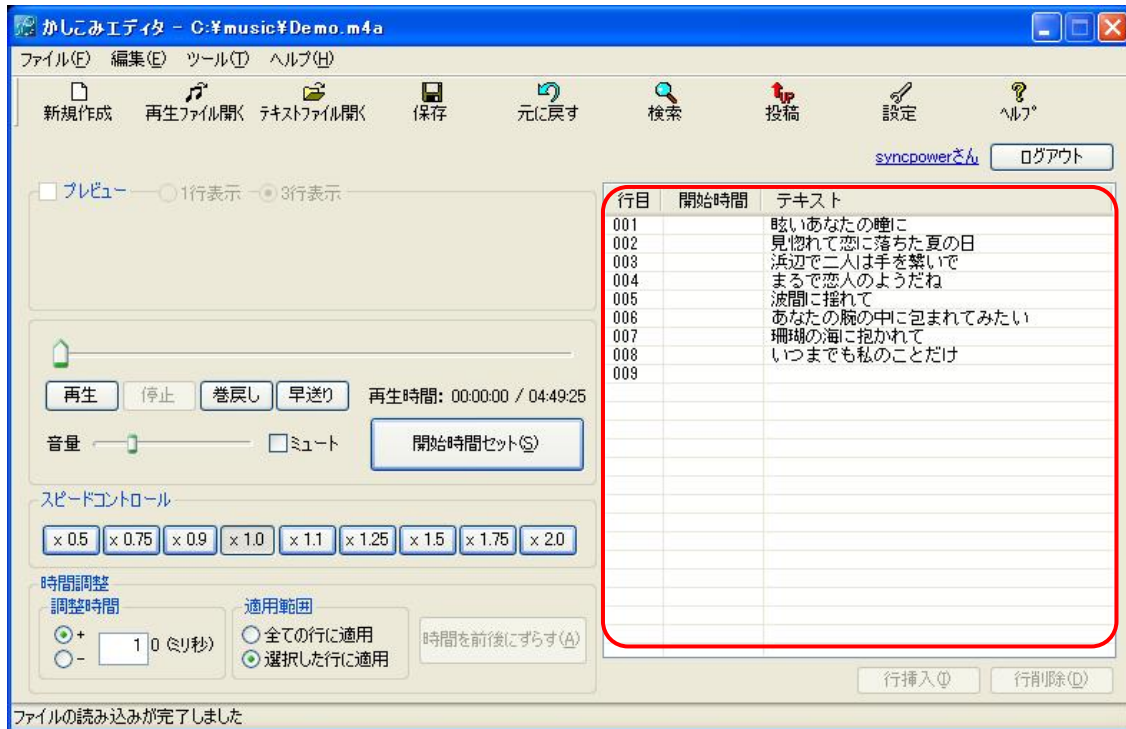 かしこみエディタ - C:¥music¥Demo.m4a
ファイル(F) 編集(E) ツール(T) ヘルプ(H)
新規作成 再生ファイル開く テキストファイル開く 保存 元に戻す 検索 UP 投稿 設定 ヘルプ
syncpowerさん ログアウト
プレビュー 1行表示 3行表示
行目 開始時間 テキスト
001 眩いあなたの瞳に
002 見惚れて恋に落ちた夏の日
003 浜辺で二人は手を繋いで
004 まるで恋人のようだね
005 波間に揺れて
006 あなたの腕の中に包まれてみたい
007 珊瑚の海に抱かれて
008 いつまでも私のことだけ
009
再生 停止 巻戻し 早送り 再生時間: 00:00:00 / 04:49:25
音量 ミュート 開始時間セット(S)
スピードコントロール
x 0.5 x 0.75 x 0.9 x 1.0 x 1.1 x 1.25 x 1.5 x 1.75 x 2.0
時間調整
調整時間 適用範囲
+ 1 0 (ミリ秒) 全ての行に適用 時間を前後にずらす(A)
- 選択した行に適用
行挿入(I) 行削除(D)
ファイルの読み込みが完了しました